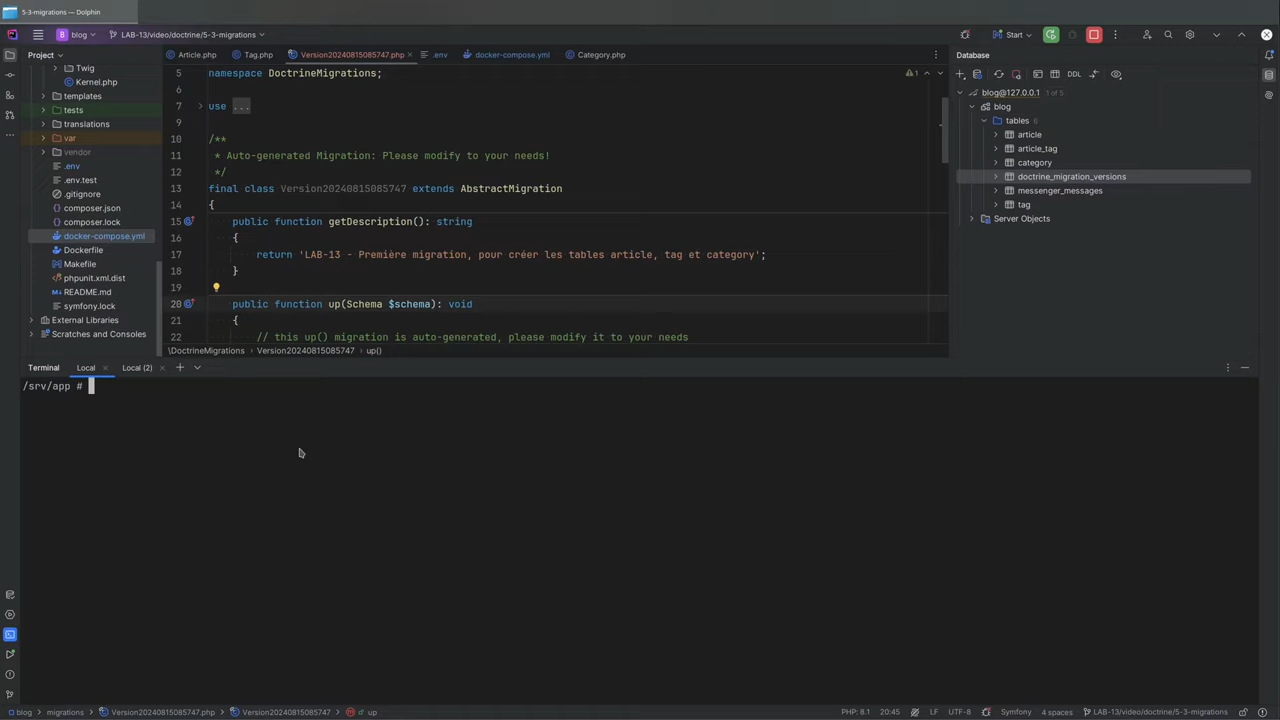 5-3-migrations — Dolphin
B blog LAB-13/video/doctrine/5-3-migrations Start
Project
Twig
Kernel.php
templates
tests
translations
var
vendor
.env
.env.test
.gitignore
composer.json
composer.lock
docker-compose.yml
Dockerfile
Makefile
phpunit.xml.dist
README.md
symfony.lock
External Libraries
Scratches and Consoles
Article.php Tag.php Version20240815085747.php .env docker-compose.yml Category.php
5 namespace DoctrineMigrations;
6
7 use ...
9
10 /**
11 * Auto-generated Migration: Please modify to your needs!
12 */
13 final class Version20240815085747 extends AbstractMigration
14 {
15 public function getDescription(): string
16 {
17 return 'LAB-13 - Première migration, pour créer les tables article, tag et category';
18 }
19
20 public function up(Schema $schema): void
21 {
22 // this up() migration is auto-generated, please modify it to your needs
1
\DoctrineMigrations Version20240815085747 up()
Database
DDL
blog@127.0.0.1 1 of 5
blog
tables 6
article
article_tag
category
doctrine_migration_versions
messenger_messages
tag
Server Objects
Terminal Local Local (2)
/srv/app #
blog migrations Version20240815085747.php Version20240815085747 up PHP: 8.1 20:45 LF UTF-8 Symfony 4 spaces LAB-13/video/doctrine/5-3-migrations